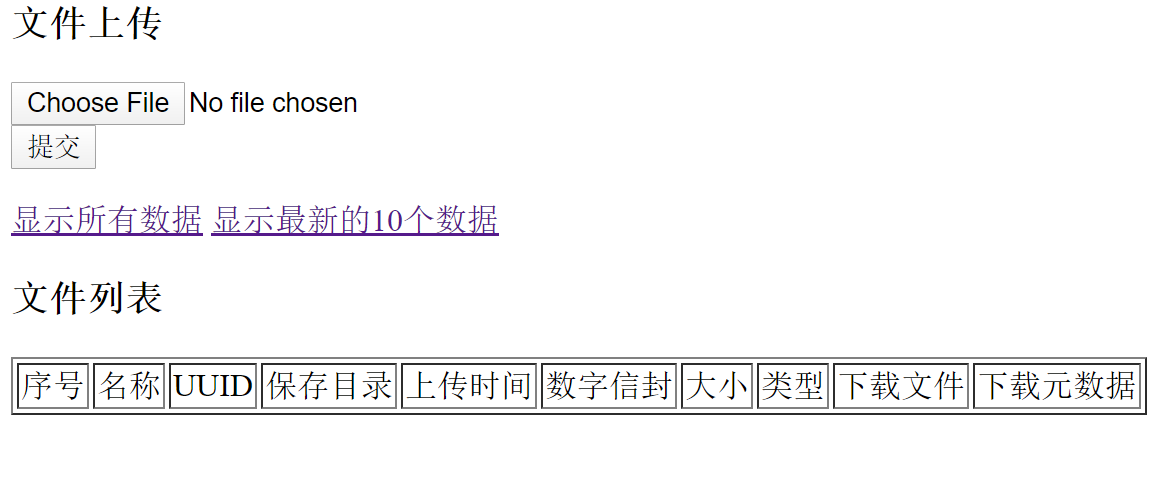 文件上传
Choose File No file chosen
提交
显示所有数据 显示最新的10个数据
文件列表
序号 名称 UUID 保存目录 上传时间 数字信封 大小 类型 下载文件 下载元数据